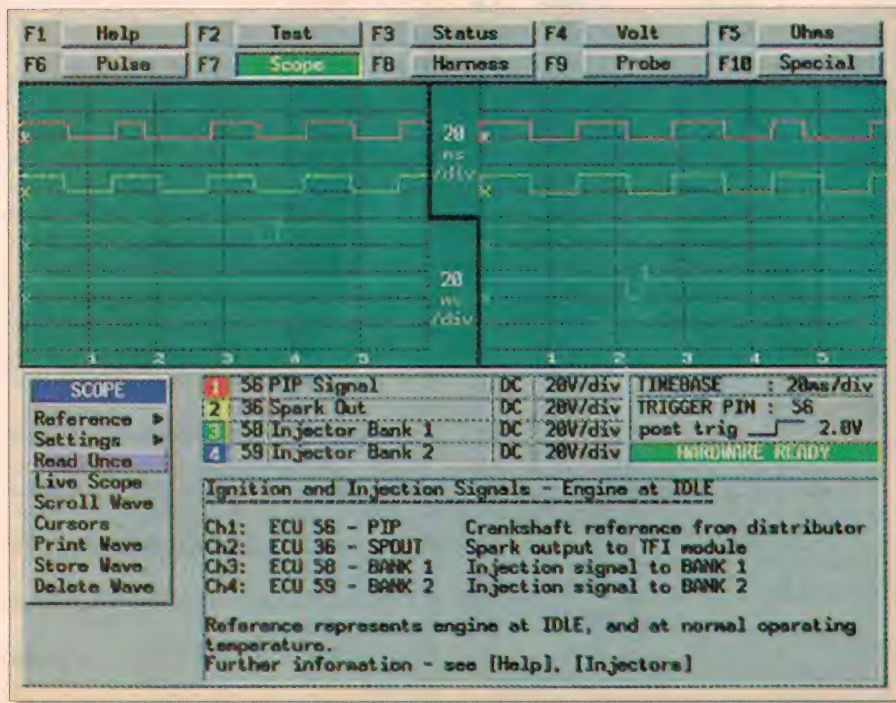 F1 Help F2 Test F3 Status F4 Volt F5 Ohms
F6 Pulse F7 Scope F8 Harness F9 Probe F10 Special
20
ms
/div
20
ms
/div
1 2 3 4 5 1 2 3 4 5
SCOPE
Reference
Settings
Read Once
Live Scope
Scroll Wave
Cursors
Print Wave
Store Wave
Delete Wave
1 56 PIP Signal DC 20V/div
2 36 Spark Out DC 20V/div
3 58 Injector Bank 1 DC 20V/div
4 59 Injector Bank 2 DC 20V/div
TIMEBASE : 20ms/div
TRIGGER PIN : 56
post trig 2.0V
HARDWARE READY
Ignition and Injection Signals - Engine at IDLE
Ch1: ECU 56 - PIP Crankshaft reference from distributor
Ch2: ECU 36 - SPOUT Spark output to TFI module
Ch3: ECU 58 - BANK 1 Injection signal to BANK 1
Ch4: ECU 59 - BANK 2 Injection signal to BANK 2
Reference represents engine at IDLE, and at normal operating
temperature.
Further information - see [Help], [Injectors]